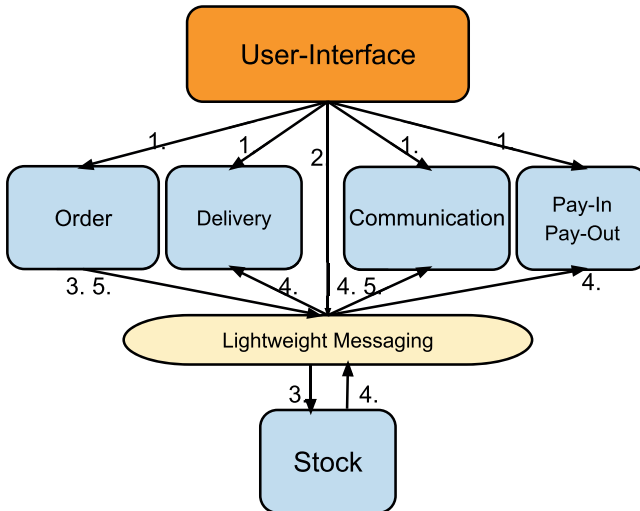 User-Interface
1. 1. 2 1. 1.
Order Delivery Communication Pay-In
Pay-Out
3. 5. 4. 4. 5. 4.
Lightweight Messaging
3. 4.
Stock